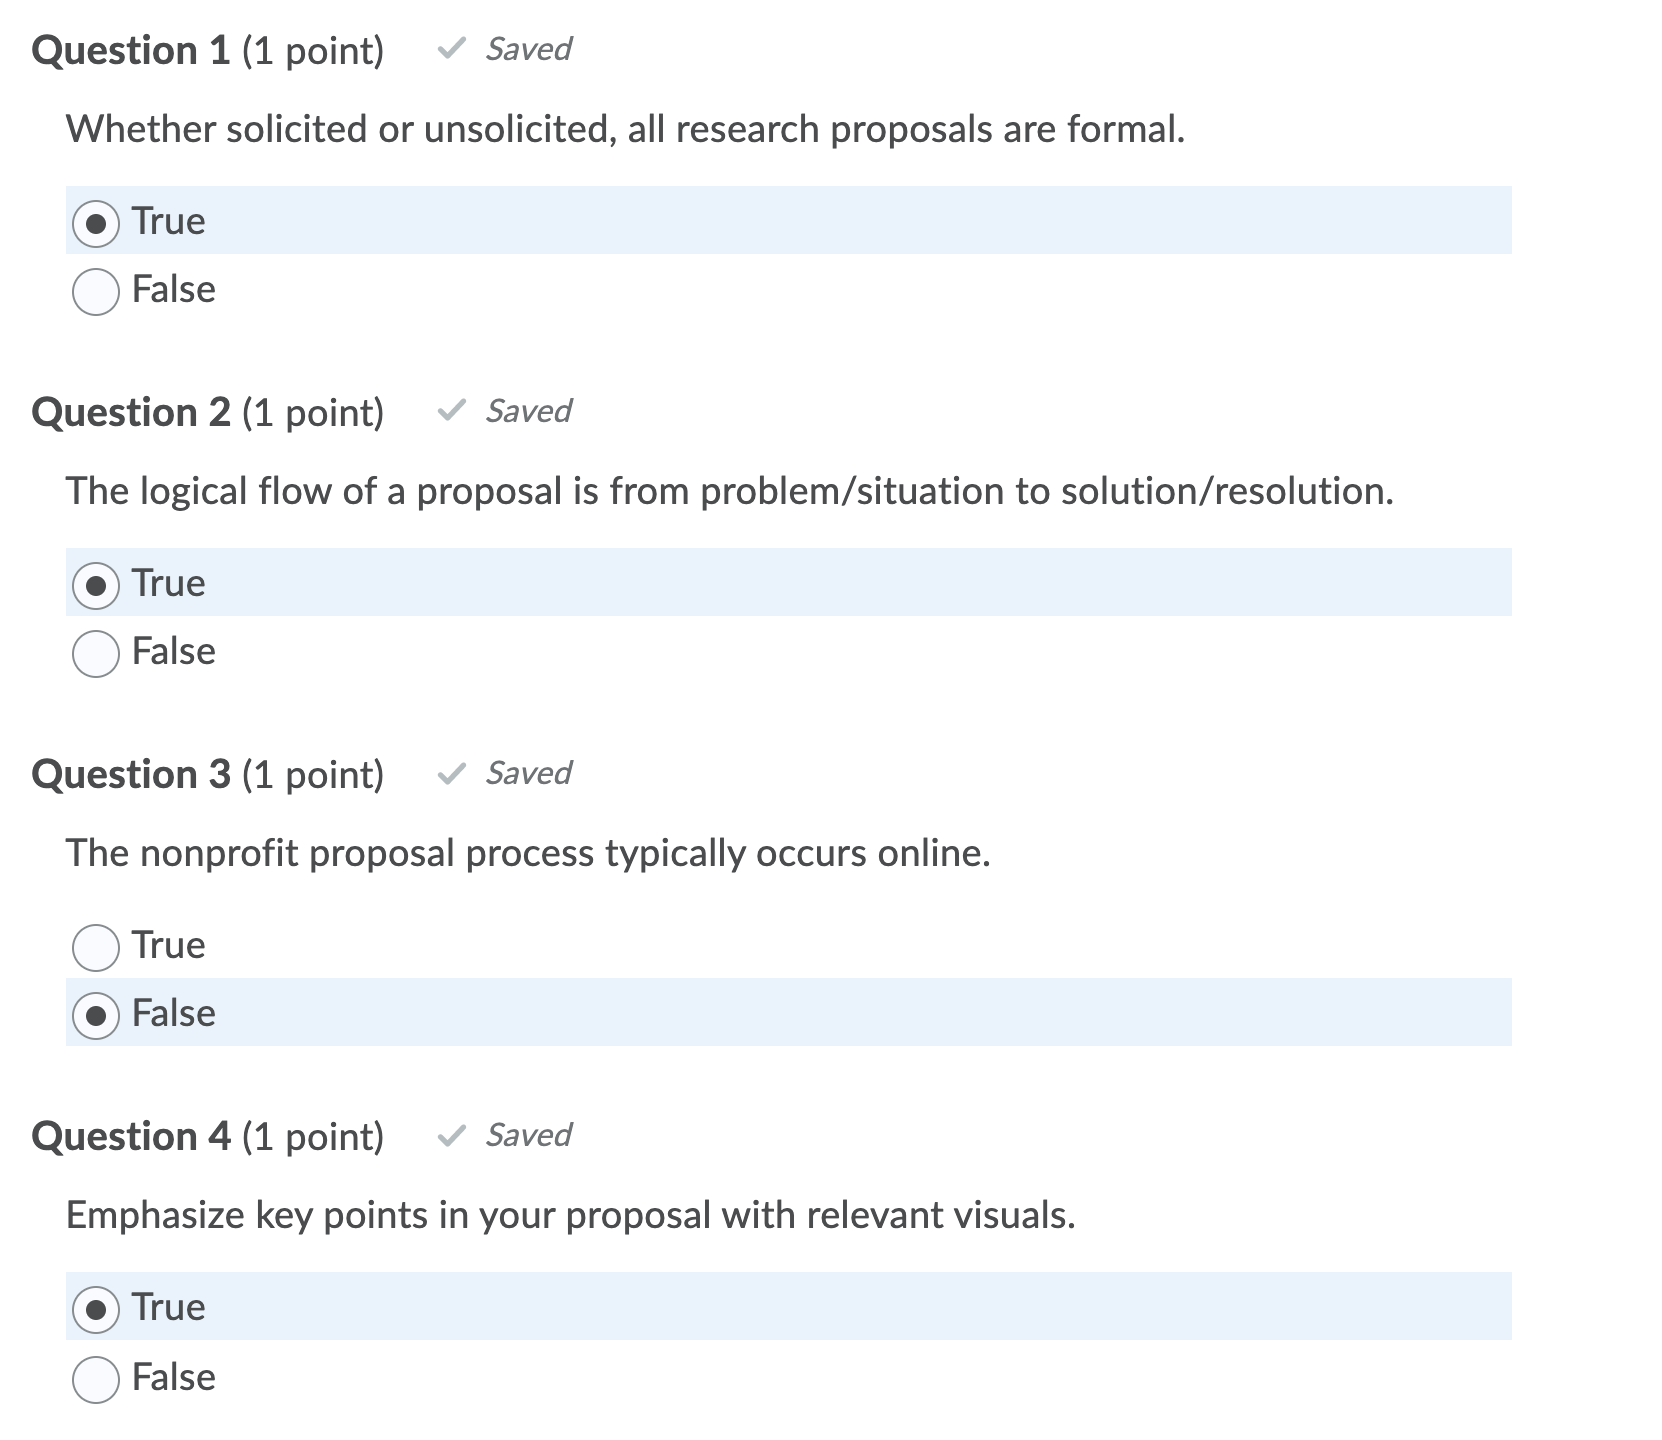 Question 1 (1 point) Saved
Whether solicited or unsolicited, all research proposals are formal.
True
False
Question 2 (1 point) Saved
The logical flow of a proposal is from problem/situation to solution/resolution.
True
False
Question 3 (1 point) Saved
The nonprofit proposal process typically occurs online.
True
False
Question 4 (1 point) Saved
Emphasize key points in your proposal with relevant visuals.
True
False